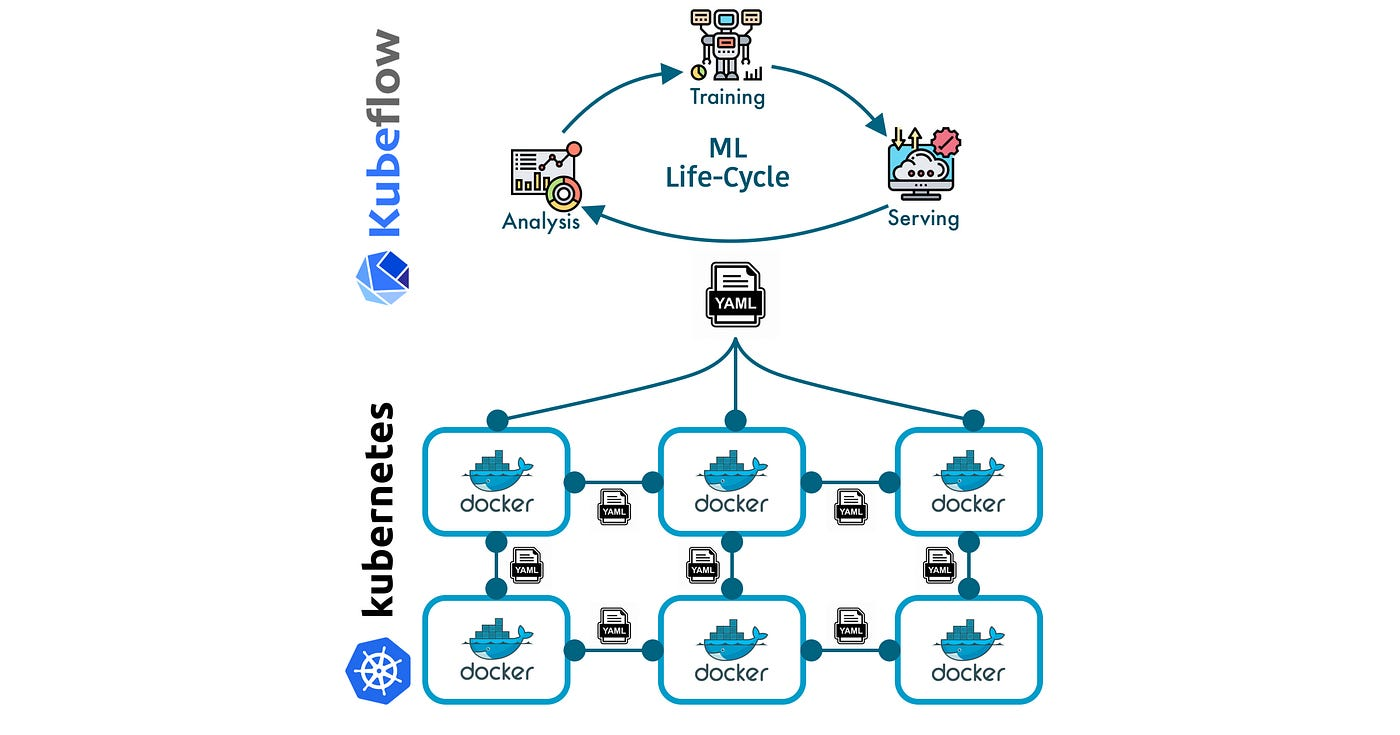 Kubeflow
Training
ML
Life-Cycle
Analysis
Serving
YAML
kubernetes
docker
docker
docker
YAML
YAML
YAML
YAML
YAML
YAML
YAML
docker
docker
docker